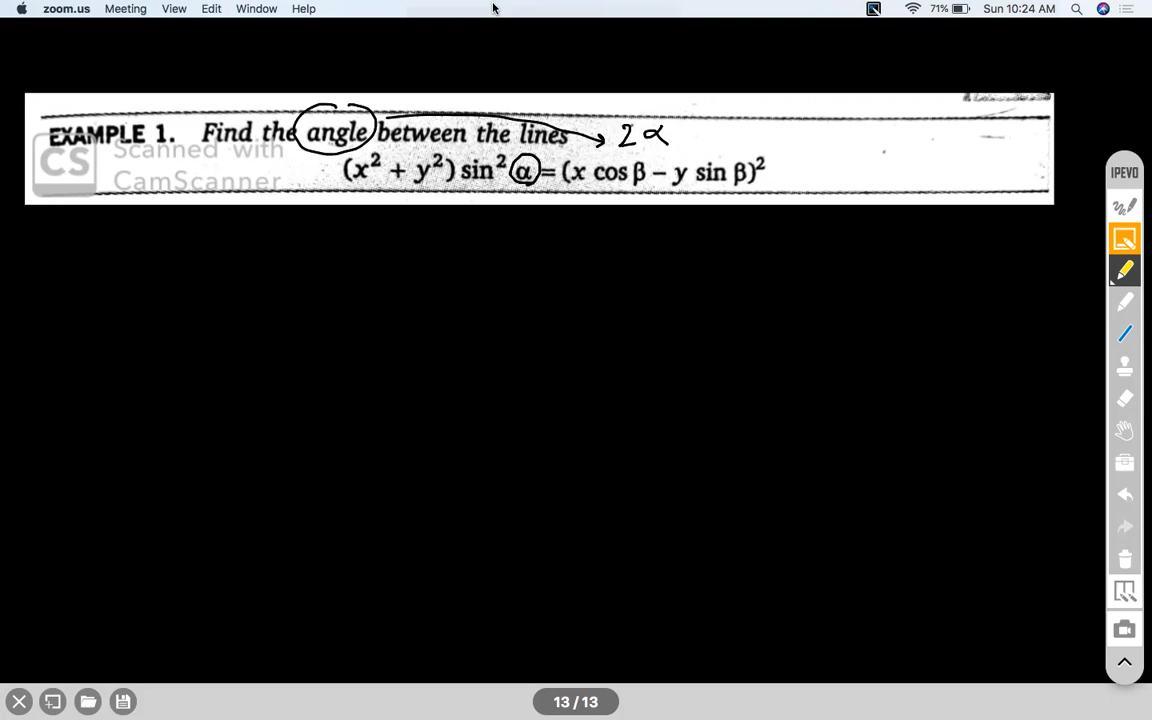 zoom.us Meeting View Edit Window Help 71% Sun 10:24 AM
EXAMPLE 1. Find the angle between the lines → 2α
(x² + y²) sin² α = (x cos β – y sin β)²
CS Scanned with
CamScanner
IPEVO
13 / 13